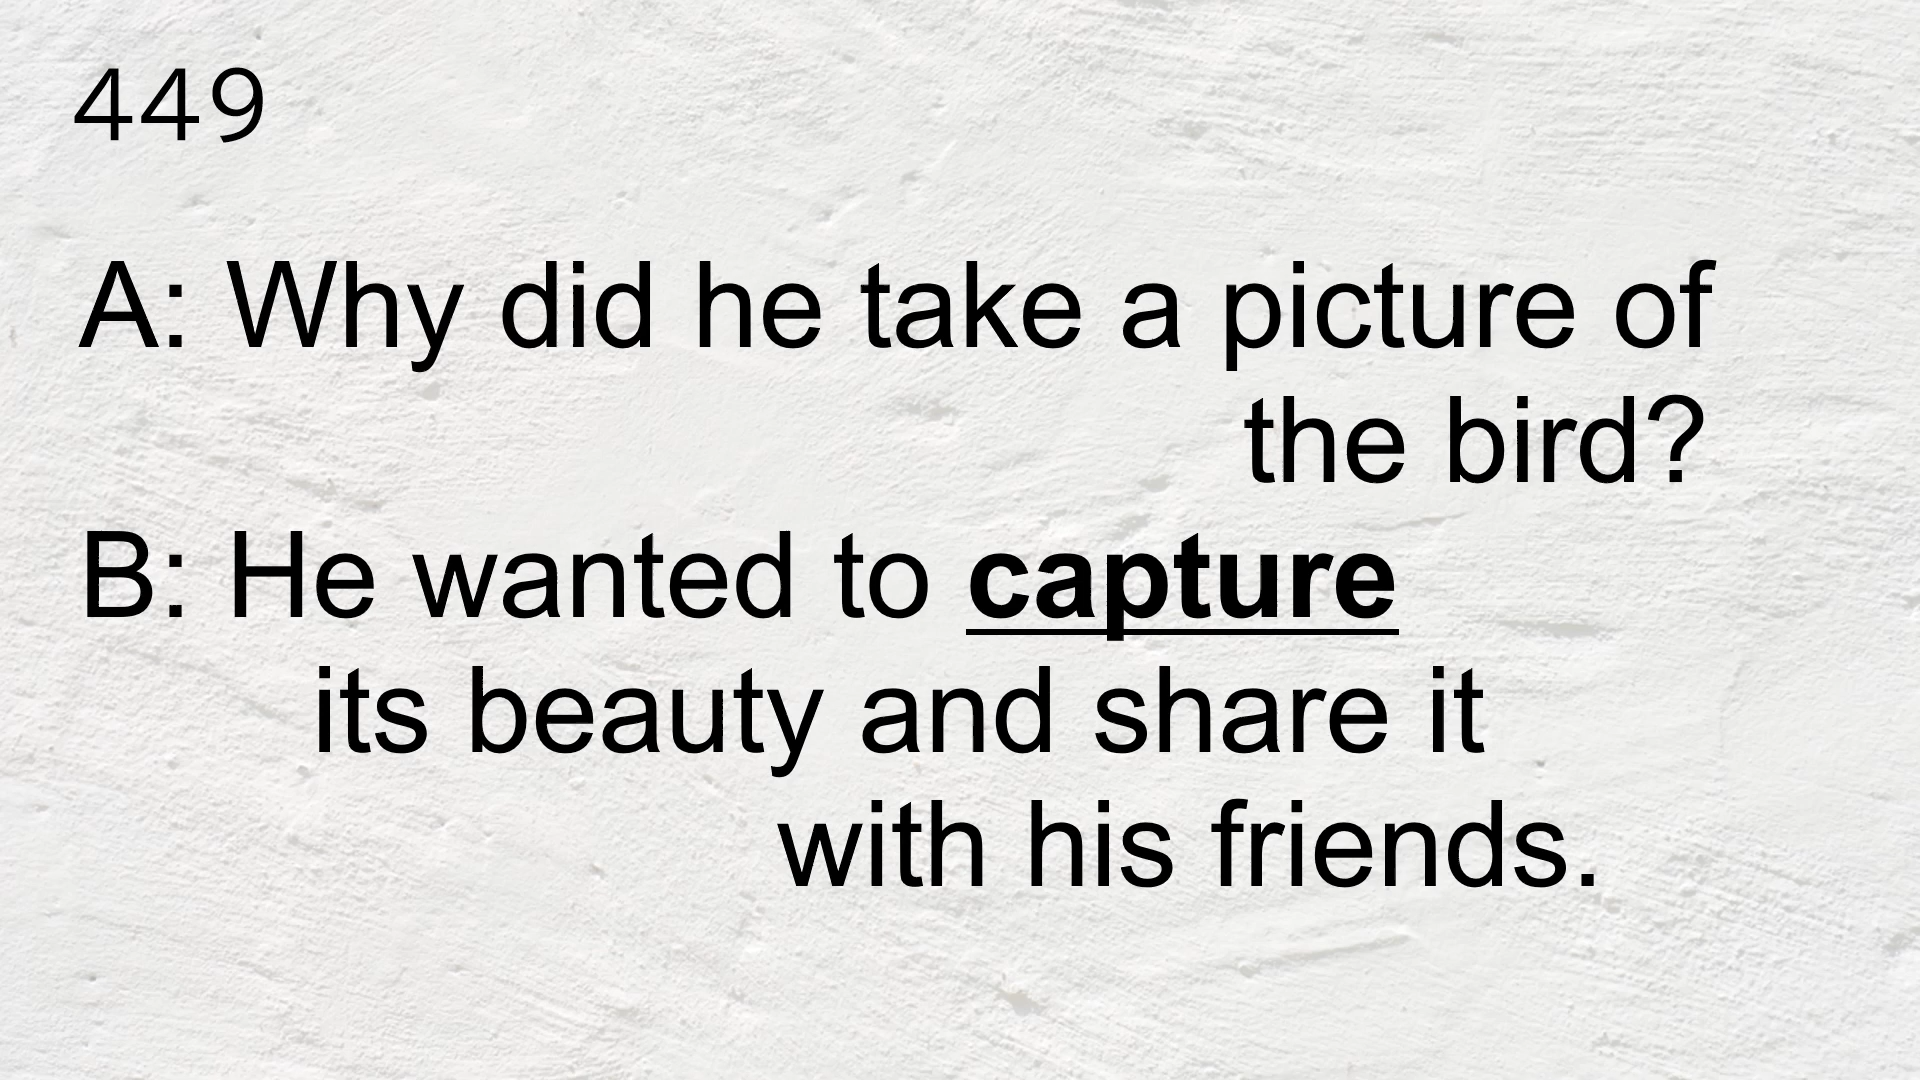 449
A: Why did he take a picture of
the bird?
B: He wanted to capture
its beauty and share it
with his friends.